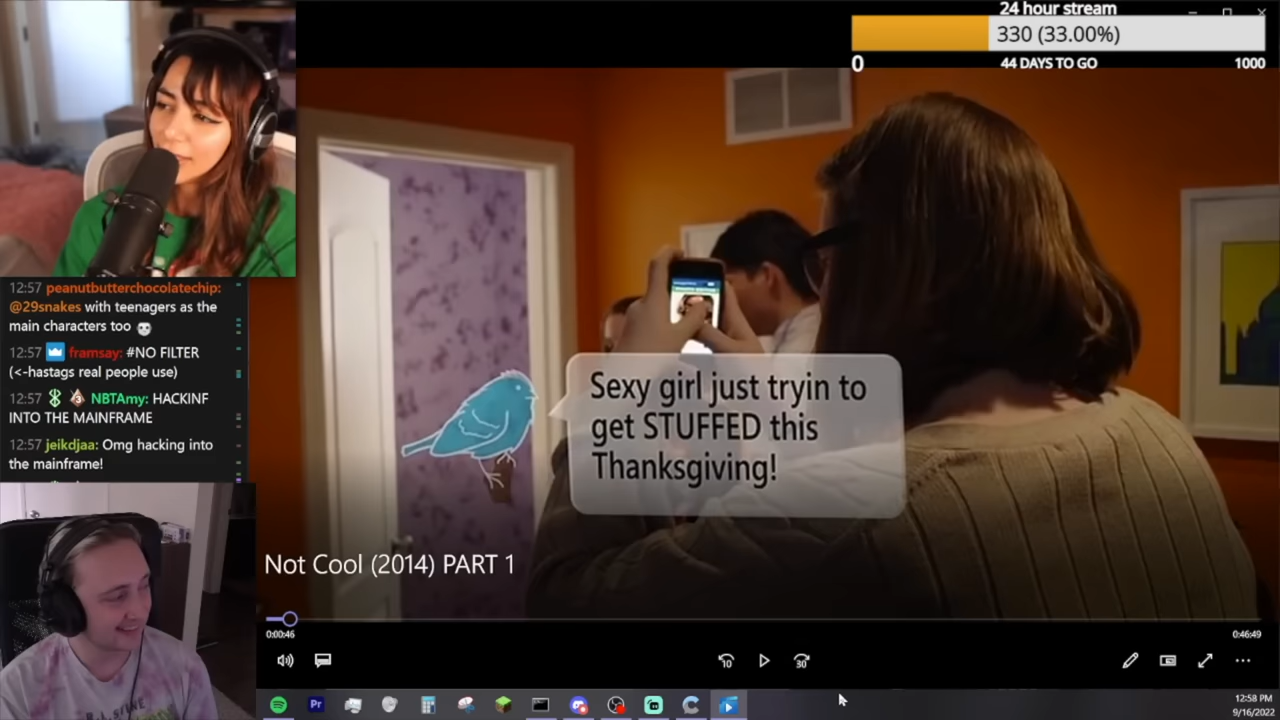 24 hour stream
330 (33.00%)
0
44 DAYS TO GO
1000
12:57 peanutbutterchocolatechip:
@29snakes with teenagers as the
main characters too
12:57 framsay: #NO FILTER
(<-hastags real people use)
12:57 NBTAmy: HACKINF
INTO THE MAINFRAME
12:57 jeikdjaa: Omg hacking into
the mainframe!
Sexy girl just tryin to
get STUFFED this
Thanksgiving!
Not Cool (2014) PART 1
0:00:46
0:46:49
10
30
Pr
12:58 PM
9/16/2022